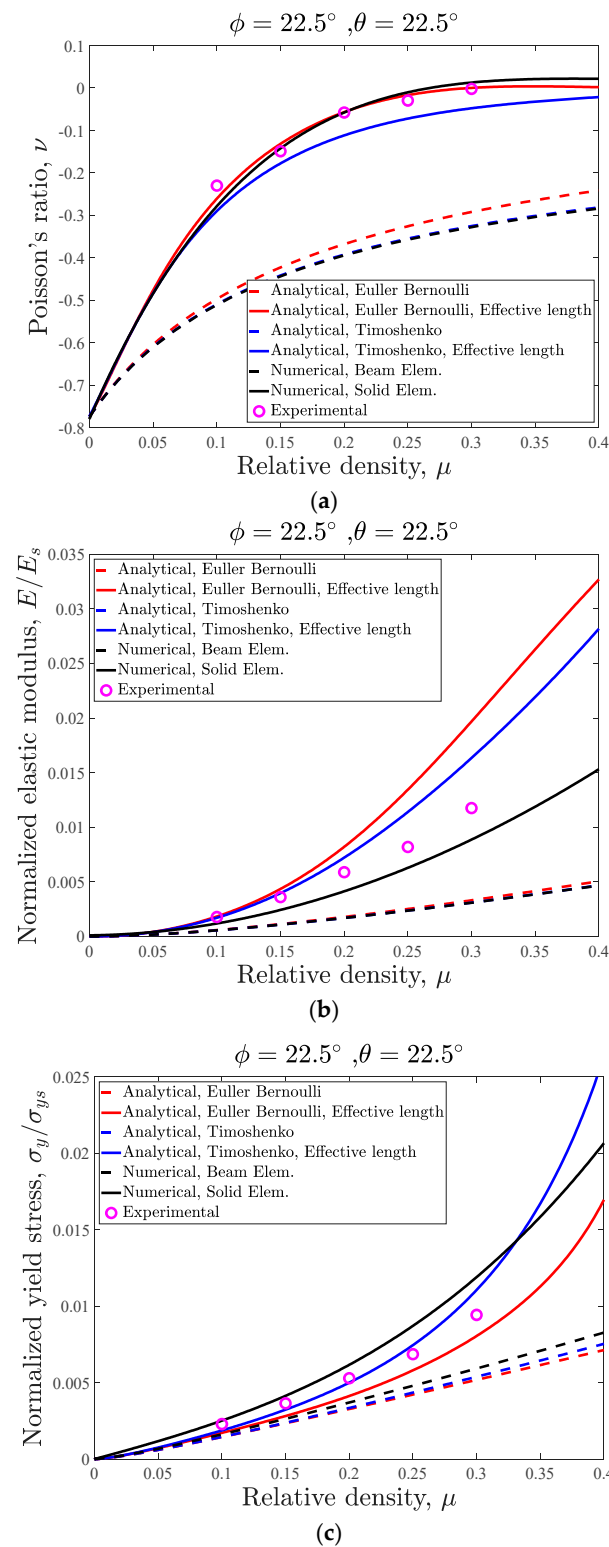 ϕ = 22.5° ,θ = 22.5°
0.1
0
-0.1
-0.2
-0.3
-0.4
-0.5
-0.6
-0.7
-0.8
Poisson's ratio, ν
Analytical, Euller Bernoulli
Analytical, Euller Bernoulli, Effective length
Analytical, Timoshenko
Analytical, Timoshenko, Effective length
Numerical, Beam Elem.
Numerical, Solid Elem.
Experimental
0 0.05 0.1 0.15 0.2 0.25 0.3 0.35 0.4
Relative density, μ
(a)
ϕ = 22.5° ,θ = 22.5°
0.035
0.03
0.025
0.02
0.015
0.01
0.005
0
Normalized elastic modulus, E/Es
Analytical, Euller Bernoulli
Analytical, Euller Bernoulli, Effective length
Analytical, Timoshenko
Analytical, Timoshenko, Effective length
Numerical, Beam Elem.
Numerical, Solid Elem.
Experimental
0 0.05 0.1 0.15 0.2 0.25 0.3 0.35 0.4
Relative density, μ
(b)
ϕ = 22.5° ,θ = 22.5°
0.025
0.02
0.015
0.01
0.005
0
Normalized yield stress, σy/σys
Analytical, Euller Bernoulli
Analytical, Euller Bernoulli, Effective length
Analytical, Timoshenko
Analytical, Timoshenko, Effective length
Numerical, Beam Elem.
Numerical, Solid Elem.
Experimental
0 0.05 0.1 0.15 0.2 0.25 0.3 0.35 0.4
Relative density, μ
(c)